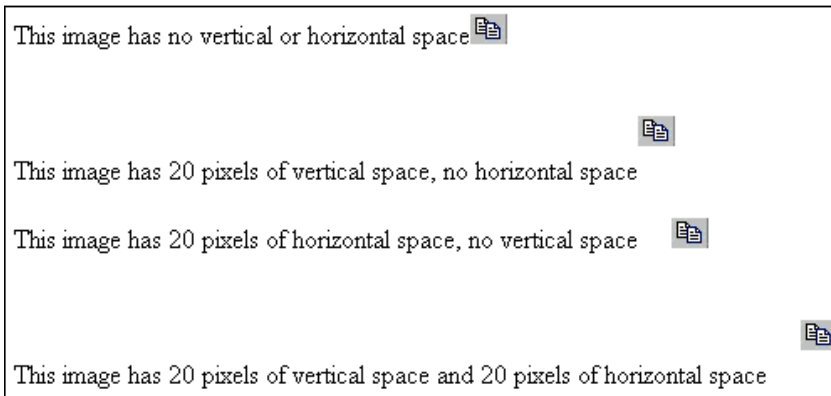 This image has no vertical or horizontal space
This image has 20 pixels of vertical space, no horizontal space
This image has 20 pixels of horizontal space, no vertical space
This image has 20 pixels of vertical space and 20 pixels of horizontal space